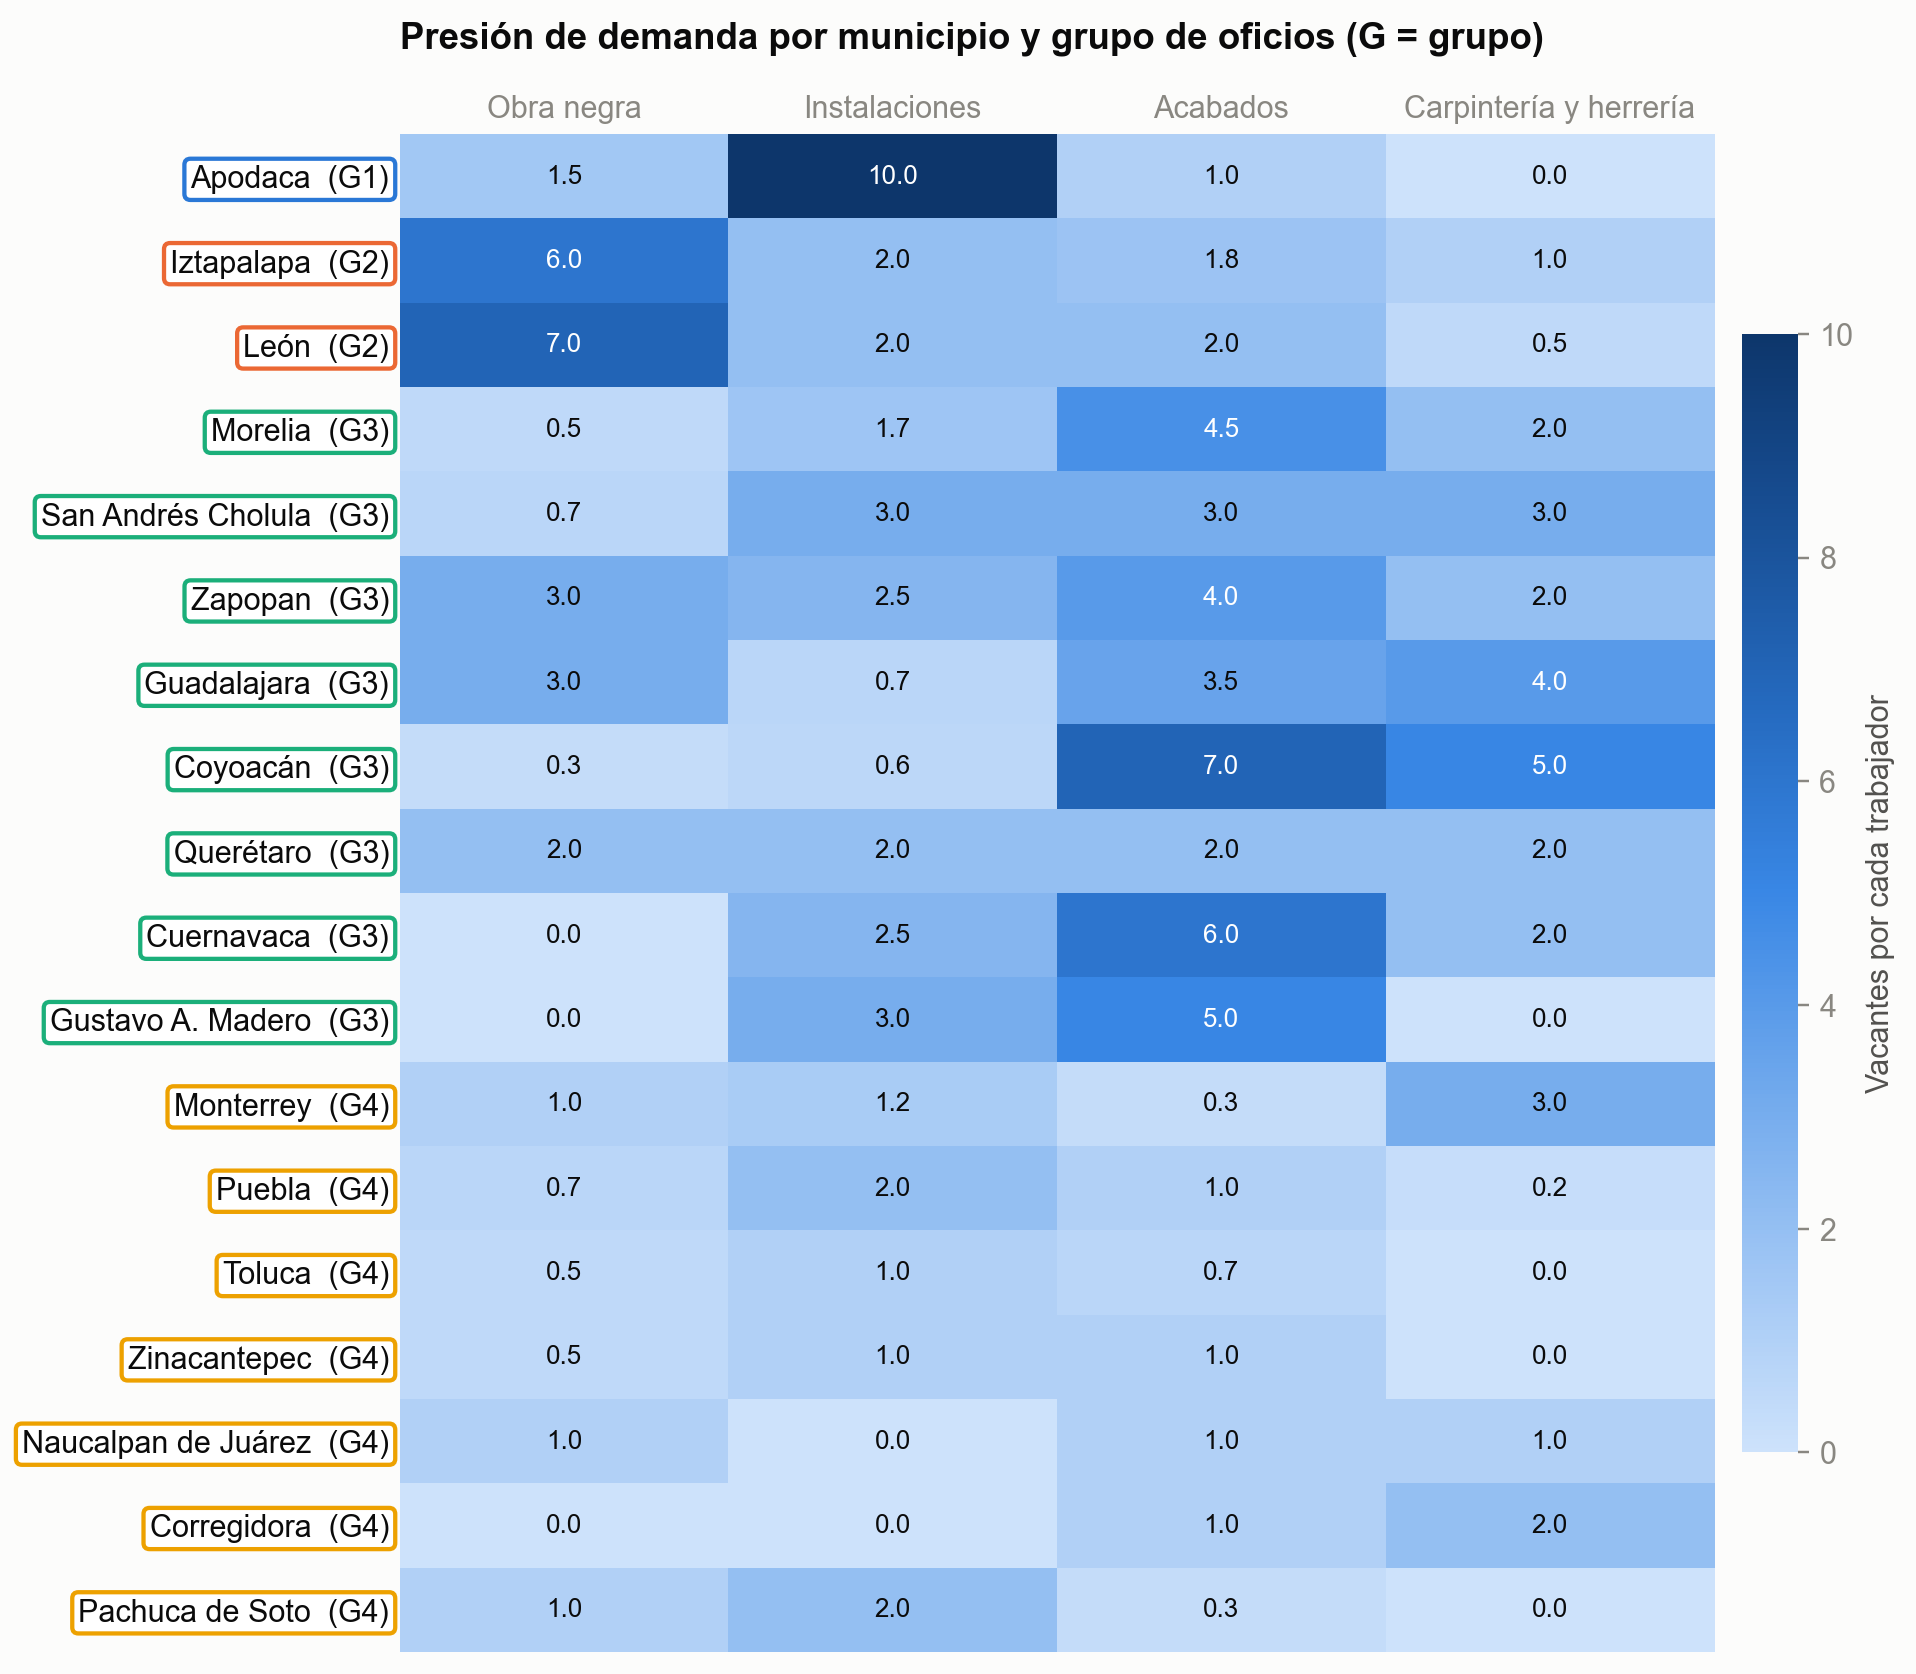 Presión de demanda por municipio y grupo de oficios (G = grupo)
Obra negra Instalaciones Acabados Carpintería y herrería
Apodaca (G1) 1.5 10.0 1.0 0.0
Iztapalapa (G2) 6.0 2.0 1.8 1.0
León (G2) 7.0 2.0 2.0 0.5
Morelia (G3) 0.5 1.7 4.5 2.0
San Andrés Cholula (G3) 0.7 3.0 3.0 3.0
Zapopan (G3) 3.0 2.5 4.0 2.0
Guadalajara (G3) 3.0 0.7 3.5 4.0
Coyoacán (G3) 0.3 0.6 7.0 5.0
Querétaro (G3) 2.0 2.0 2.0 2.0
Cuernavaca (G3) 0.0 2.5 6.0 2.0
Gustavo A. Madero (G3) 0.0 3.0 5.0 0.0
Monterrey (G4) 1.0 1.2 0.3 3.0
Puebla (G4) 0.7 2.0 1.0 0.2
Toluca (G4) 0.5 1.0 0.7 0.0
Zinacantepec (G4) 0.5 1.0 1.0 0.0
Naucalpan de Juárez (G4) 1.0 0.0 1.0 1.0
Corregidora (G4) 0.0 0.0 1.0 2.0
Pachuca de Soto (G4) 1.0 2.0 0.3 0.0
10
8
6
4
2
0
Vacantes por cada trabajador